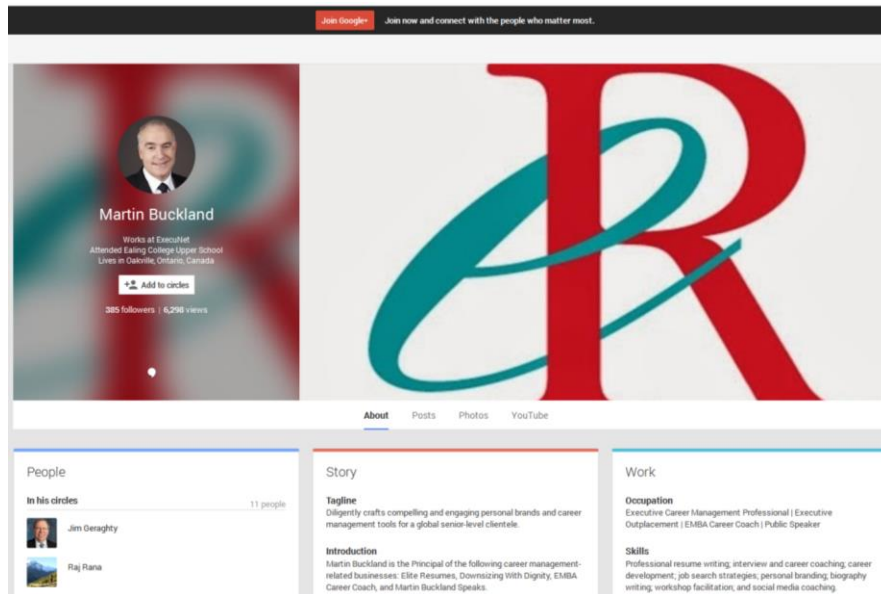 Join Google+ Join now and connect with the people who matter most.
Martin Buckland
Works at ExecuNet
Attended Ealing College Upper School
Lives in Oakville, Ontario, Canada
Add to circles
385 followers | 6,298 views
eR
About Posts Photos YouTube
People
In his circles 11 people
Jim Geraghty
Raj Rana
Story
Tagline
Diligently crafts compelling and engaging personal brands and career
management tools for a global senior-level clientele.
Introduction
Martin Buckland is the Principal of the following career management-
related businesses: Elite Resumes, Downsizing With Dignity, EMBA
Career Coach, and Martin Buckland Speaks.
Work
Occupation
Executive Career Management Professional | Executive
Outplacement | EMBA Career Coach | Public Speaker
Skills
Professional resume writing; interview and career coaching; career
development; job search strategies; personal branding; biography
writing; workshop facilitation, and social media coaching.